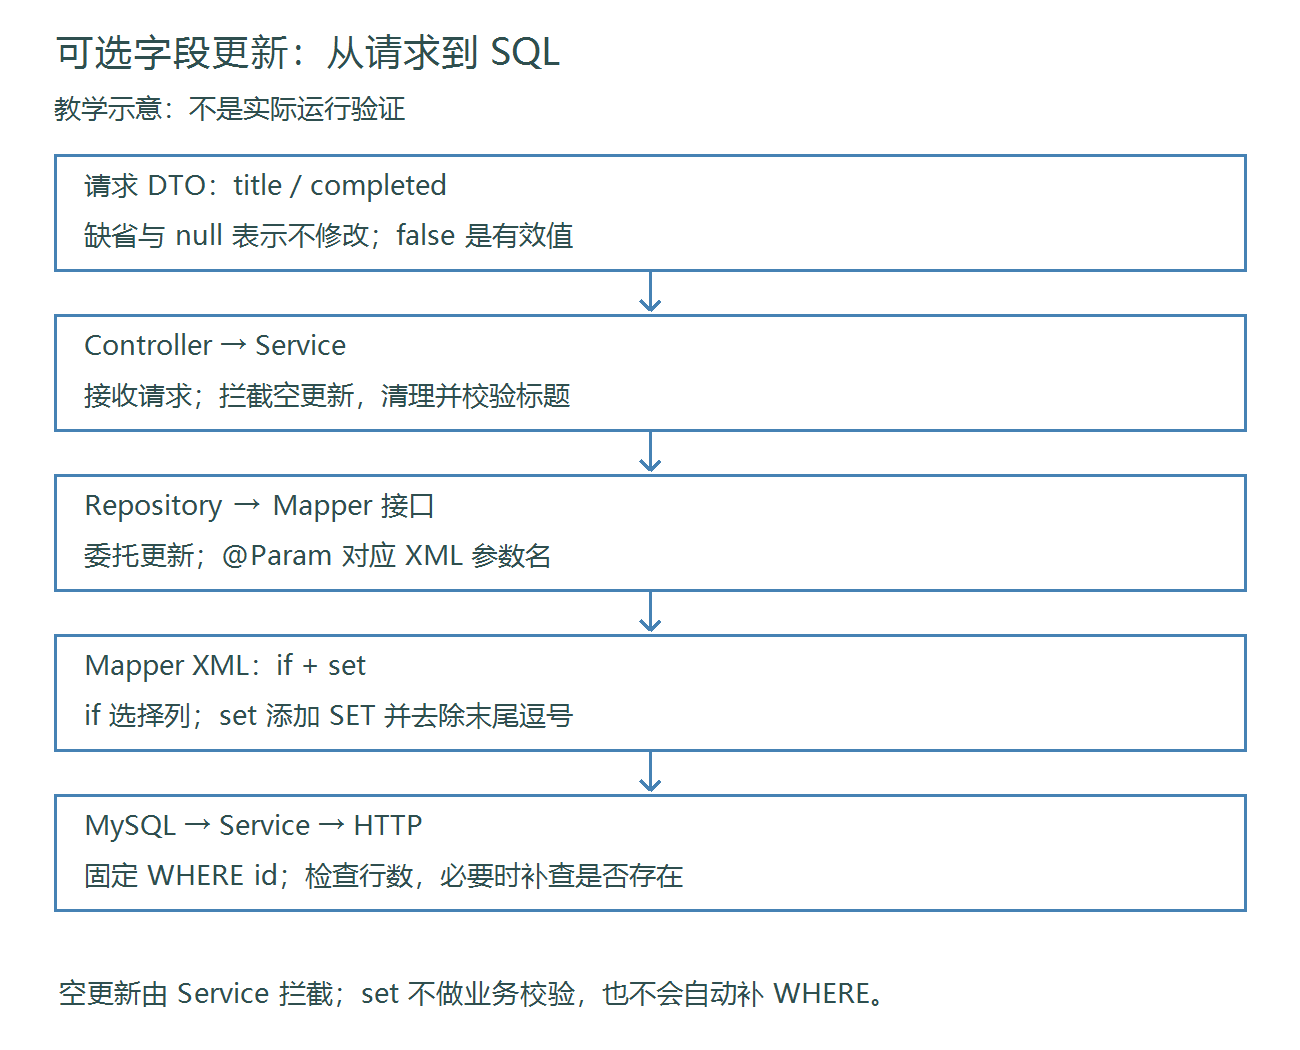 可选字段更新：从请求到 SQL
教学示意：不是实际运行验证
请求 DTO：title / completed
缺省与 null 表示不修改；false 是有效值
Controller → Service
接收请求；拦截空更新，清理并校验标题
Repository → Mapper 接口
委托更新；@Param 对应 XML 参数名
Mapper XML：if + set
if 选择列；set 添加 SET 并去除末尾逗号
MySQL → Service → HTTP
固定 WHERE id；检查行数，必要时补查是否存在
空更新由 Service 拦截；set 不做业务校验，也不会自动补 WHERE。